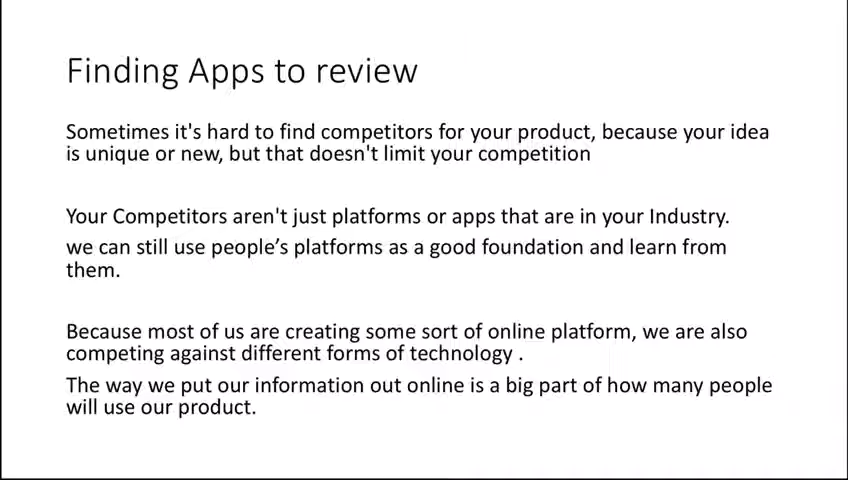 Finding Apps to review
Sometimes it's hard to find competitors for your product, because your idea
is unique or new, but that doesn't limit your competition
Your Competitors aren't just platforms or apps that are in your Industry.
we can still use people’s platforms as a good foundation and learn from
them.
Because most of us are creating some sort of online platform, we are also
competing against different forms of technology .
The way we put our information out online is a big part of how many people
will use our product.